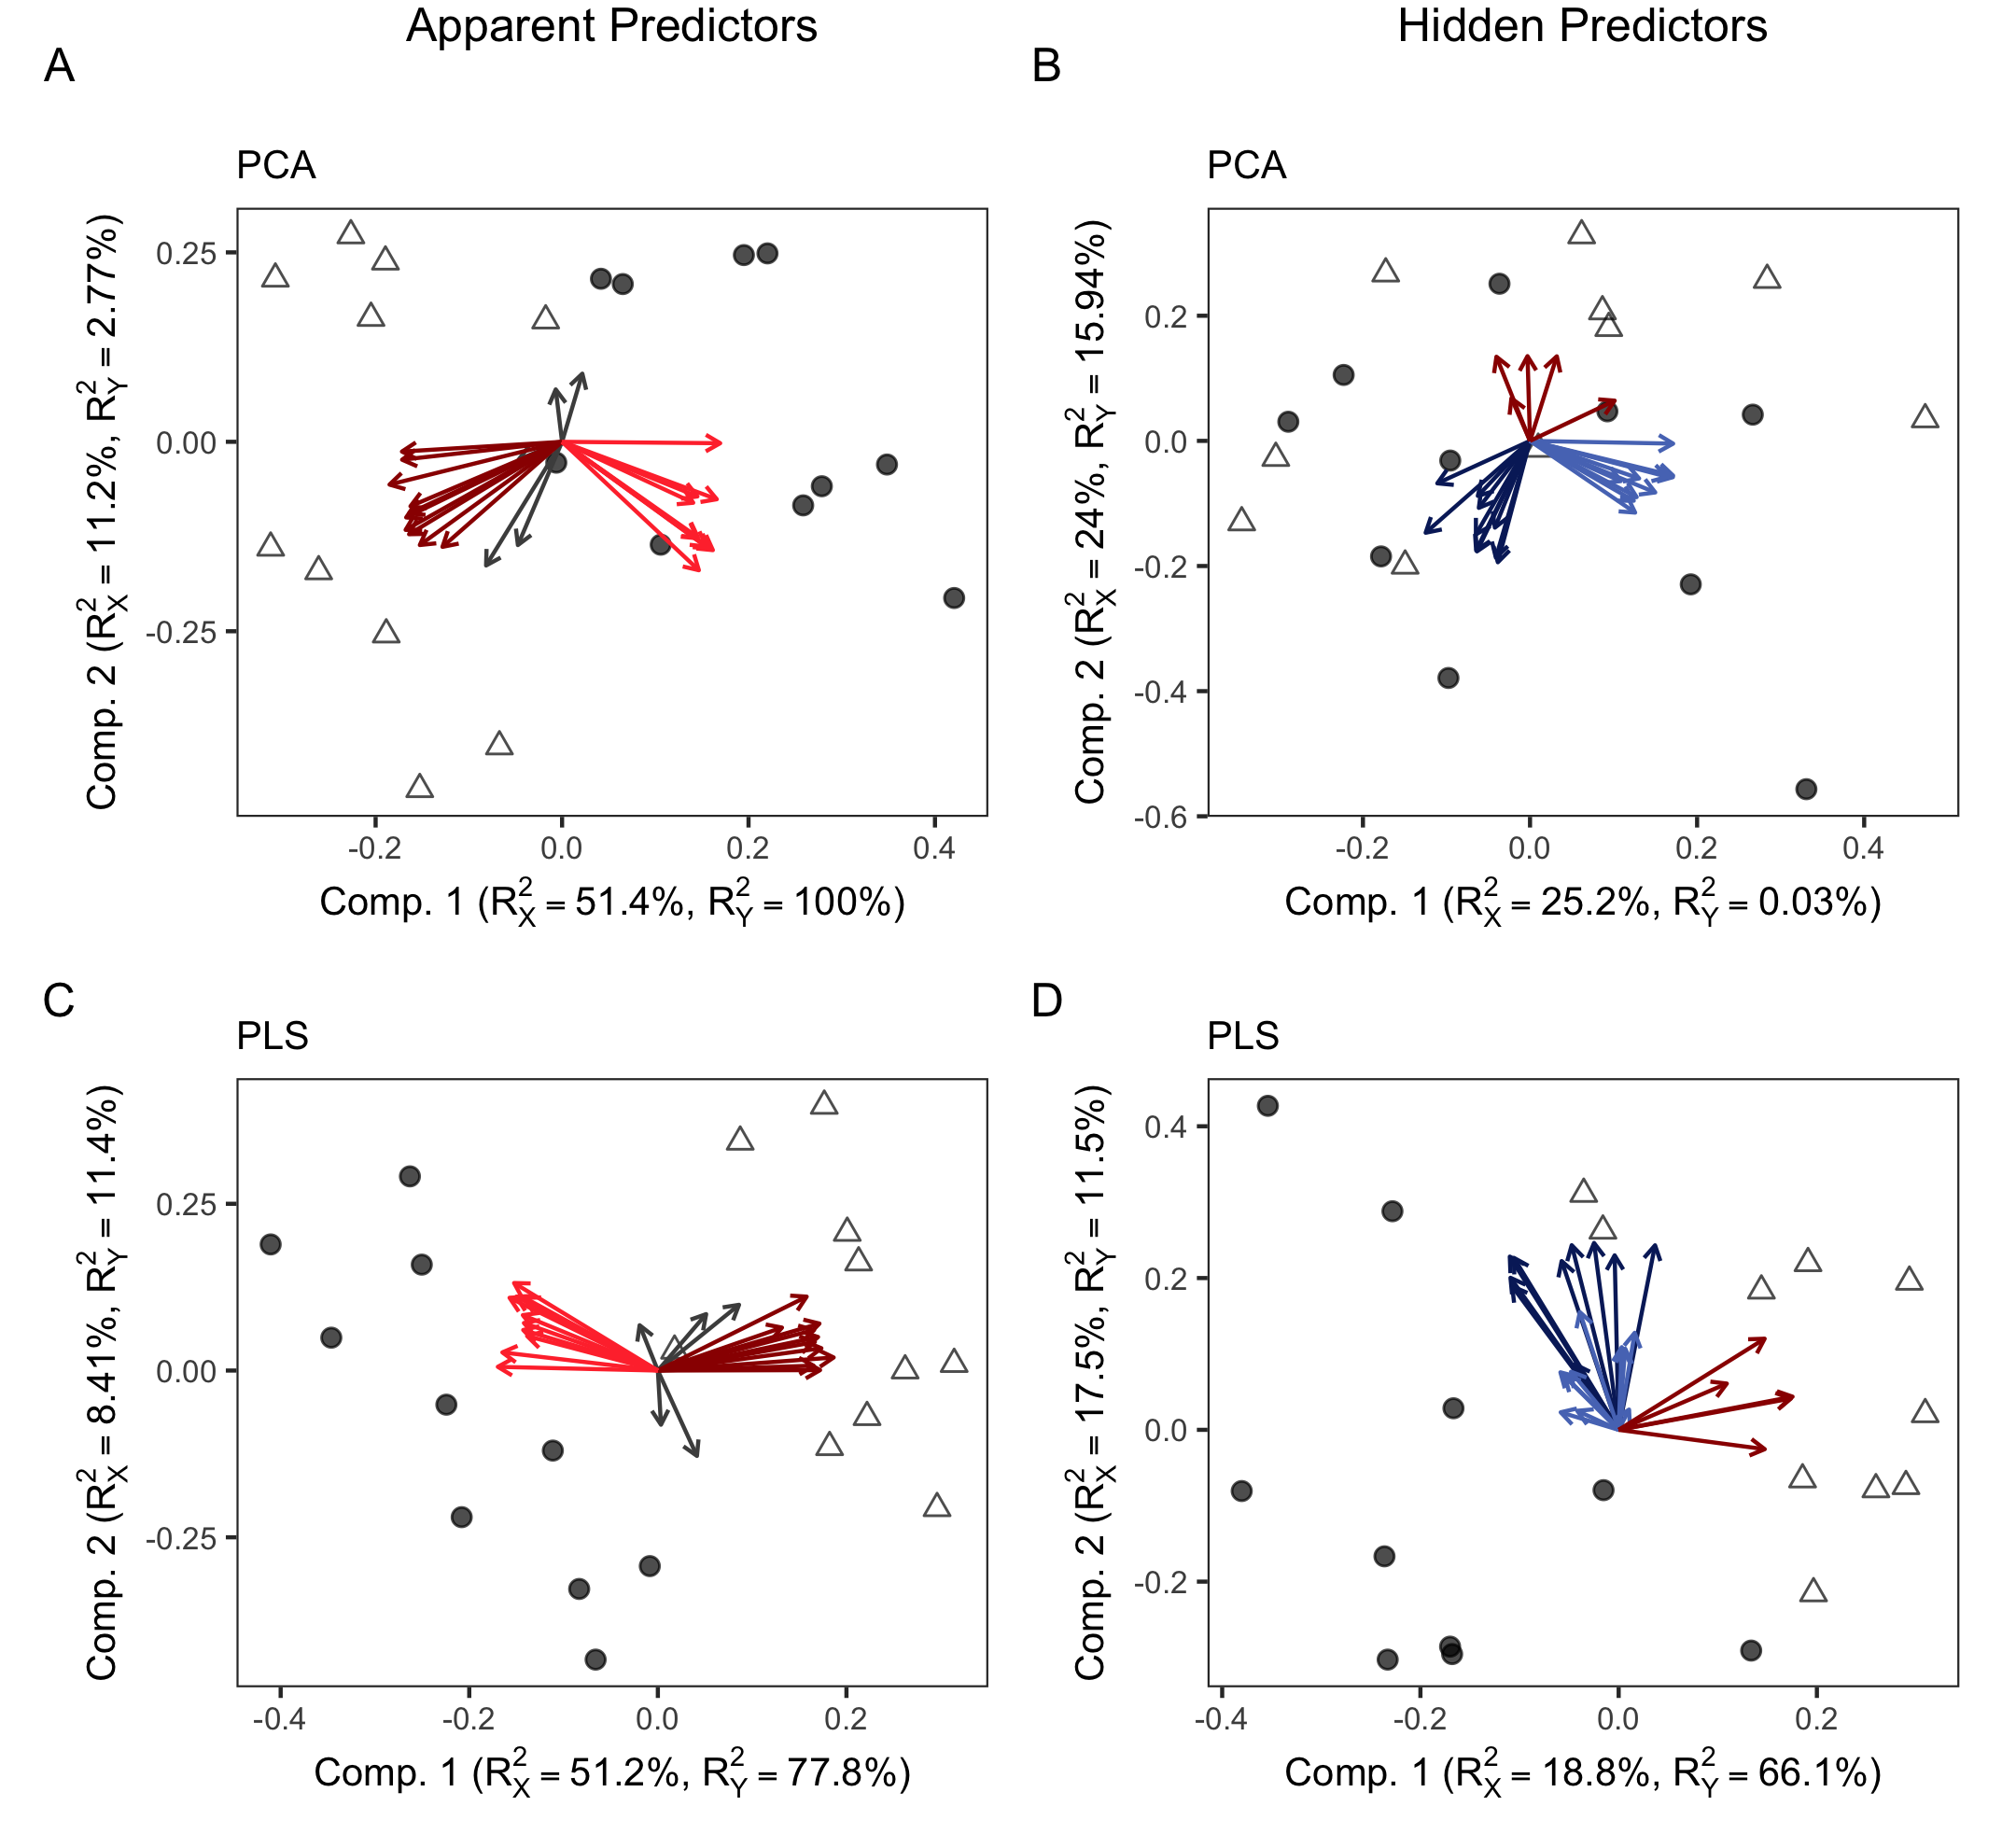 Apparent Predictors
Hidden Predictors
A
B
PCA
Comp. 2 (R²X = 11.2%, R²Y = 2.77%)
0.25
0.00
-0.25
-0.2 0.0 0.2 0.4
Comp. 1 (R²X = 51.4%, R²Y = 100%)
PCA
Comp. 2 (R²X = 24%, R²Y = 15.94%)
0.2
0.0
-0.2
-0.4
-0.6
-0.2 0.0 0.2 0.4
Comp. 1 (R²X = 25.2%, R²Y = 0.03%)
C
D
PLS
Comp. 2 (R²X = 8.41%, R²Y = 11.4%)
0.25
0.00
-0.25
-0.4 -0.2 0.0 0.2
Comp. 1 (R²X = 51.2%, R²Y = 77.8%)
PLS
Comp. 2 (R²X = 17.5%, R²Y = 11.5%)
0.4
0.2
0.0
-0.2
-0.4 -0.2 0.0 0.2
Comp. 1 (R²X = 18.8%, R²Y = 66.1%)